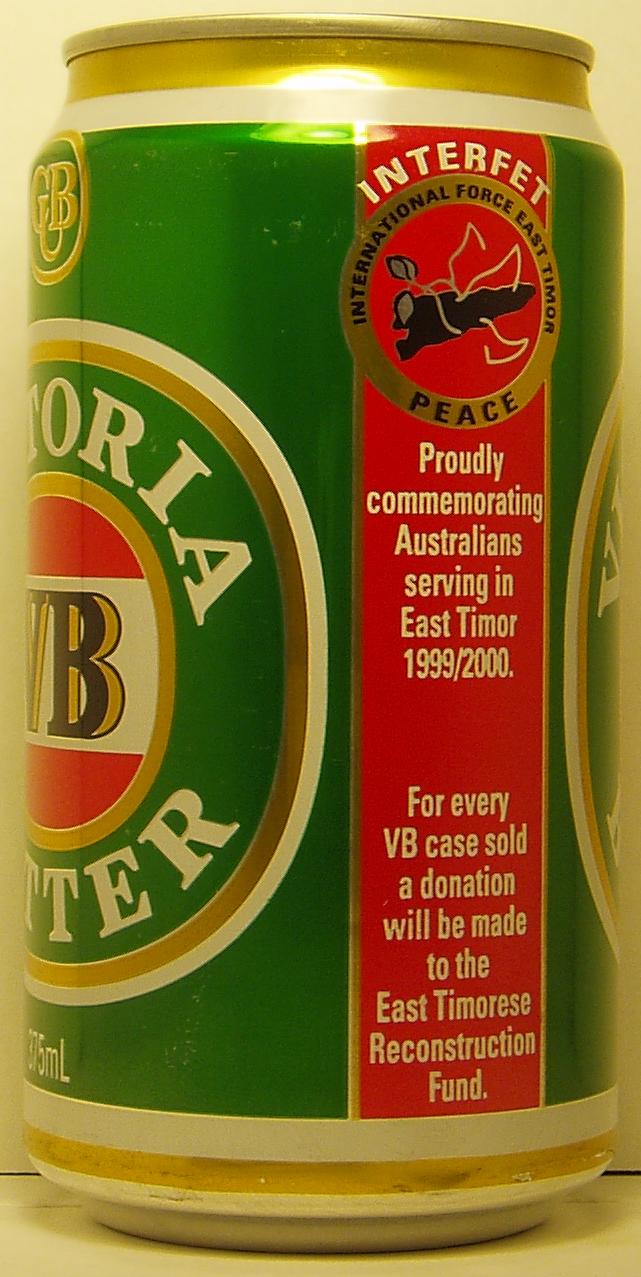 CUB
TORIA
VB
TTER
375mL
INTERFET
INTERNATIONAL FORCE EAST TIMOR
PEACE
Proudly
commemorating
Australians
serving in
East Timor
1999/2000.
For every
VB case sold
a donation
will be made
to the
East Timorese
Reconstruction
Fund.